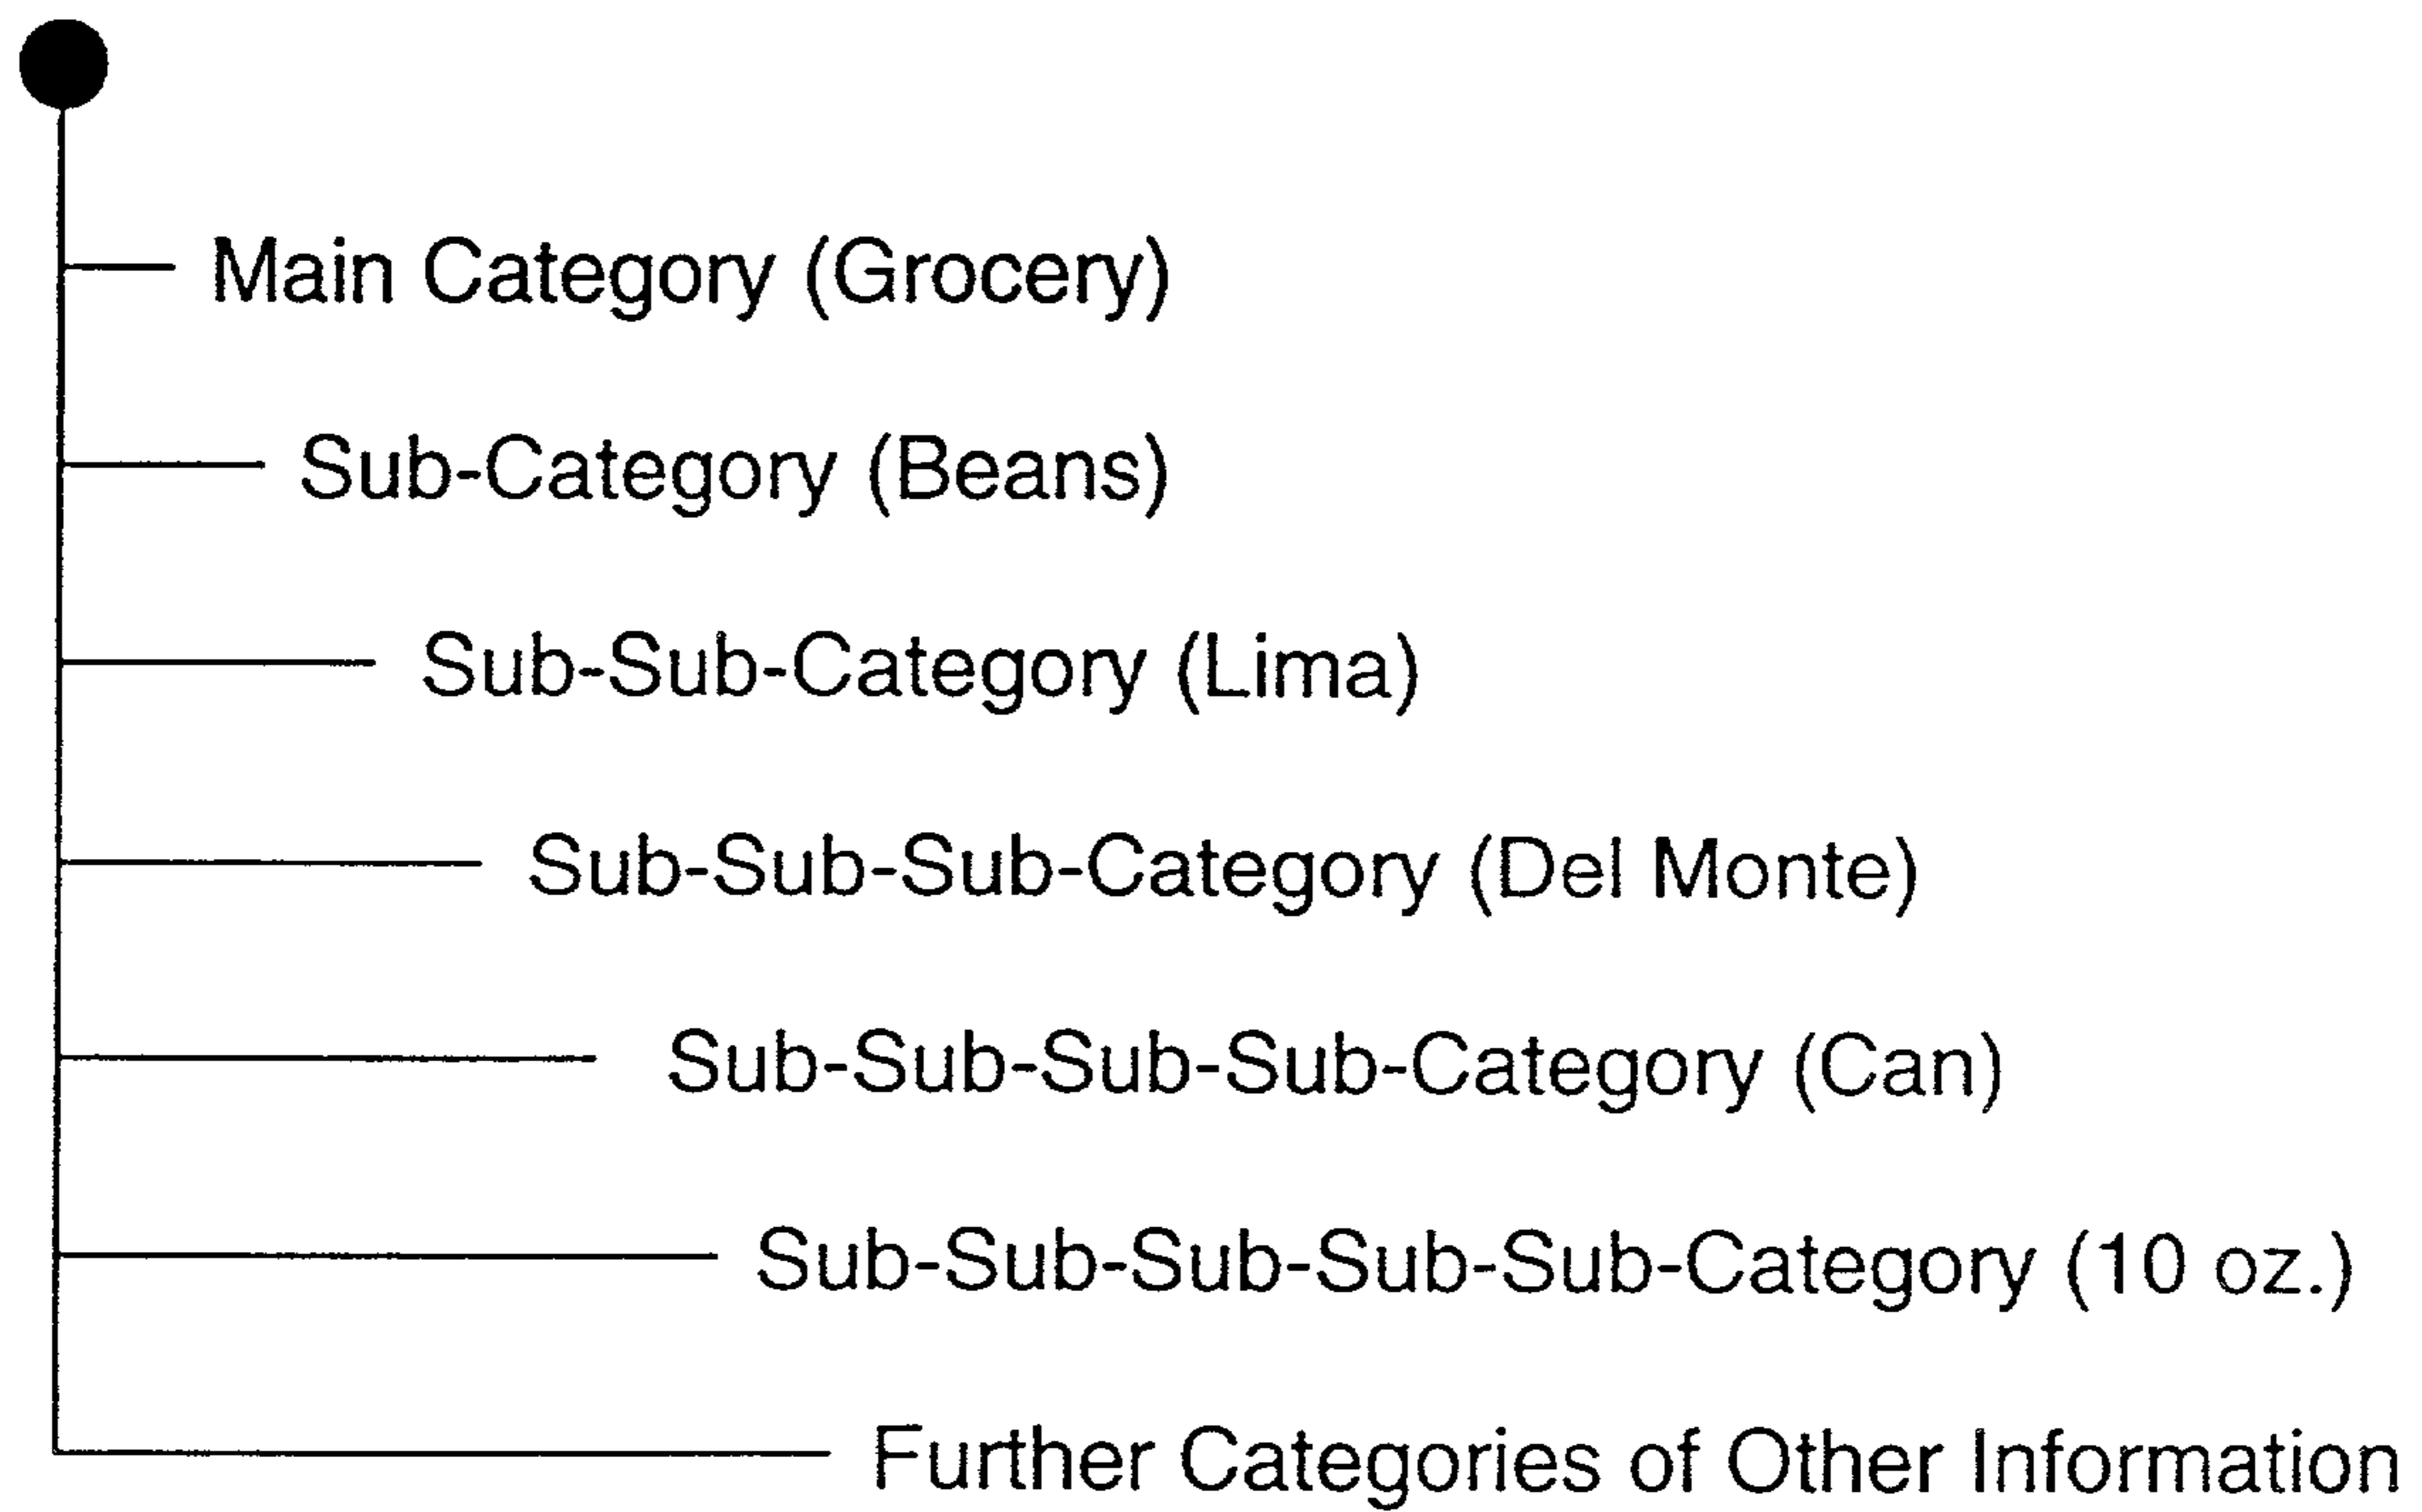 Main Category (Grocery)
Sub-Category (Beans)
Sub-Sub-Category (Lima)
Sub-Sub-Sub-Category (Del Monte)
Sub-Sub-Sub-Sub-Category (Can)
Sub-Sub-Sub-Sub-Sub-Category (10 oz.)
Further Categories of Other Information